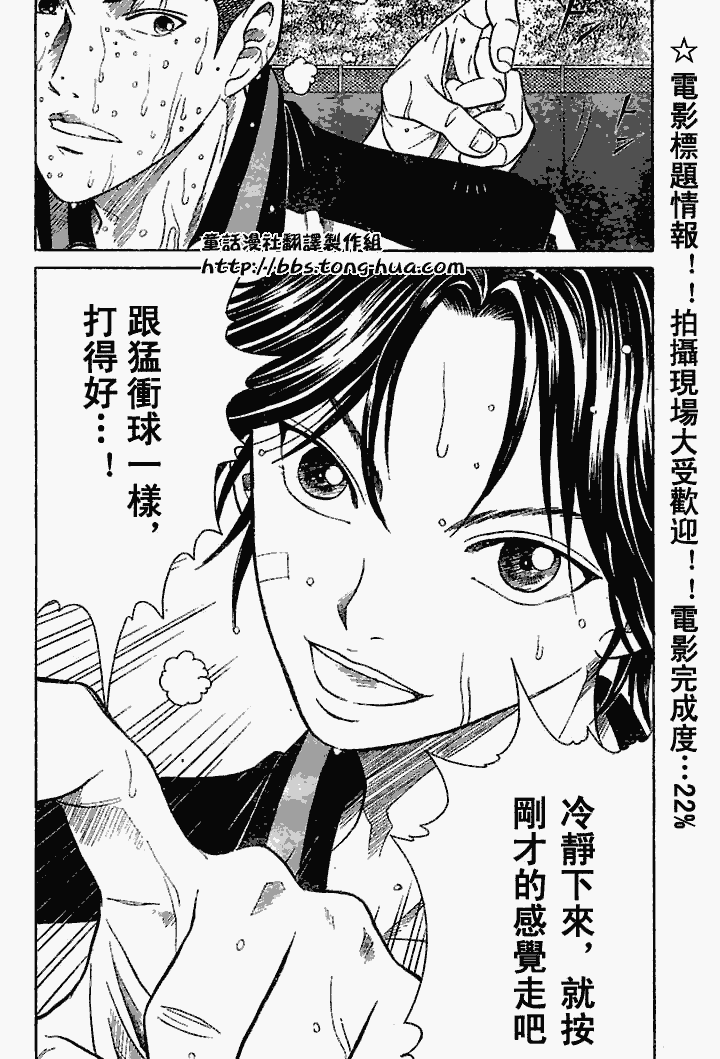 ☆電影標題情報！！拍攝現場大受歡迎！！電影完成度…22%
童話漫社翻譯製作組
http://bbs.tong-hua.com
跟猛衝球一樣，
打得好…！
冷靜下來，就按
剛才的感覺走吧